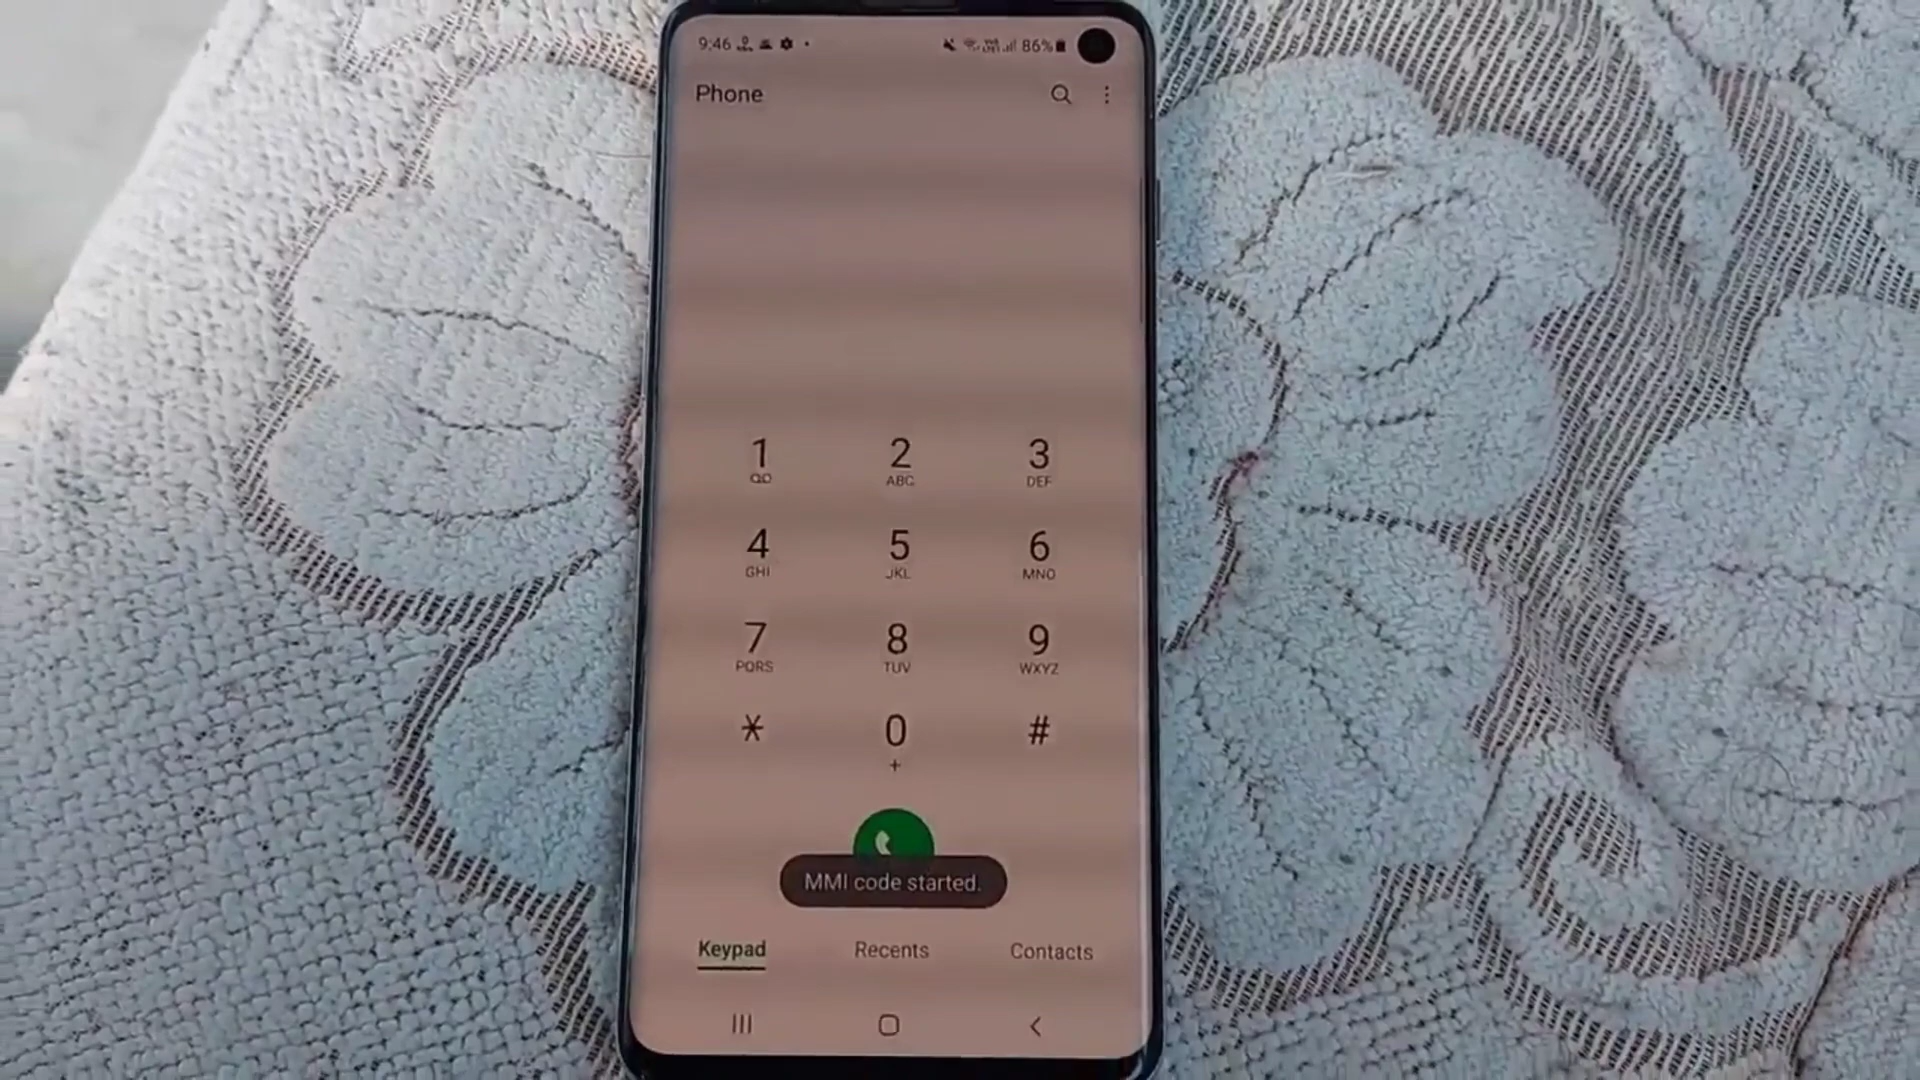 9:46 86%
Phone
1 2 3
ABC DEF
4 5 6
GHI JKL MNO
7 8 9
PQRS TUV WXYZ
* 0 #
+
MMI code started.
Keypad Recents Contacts